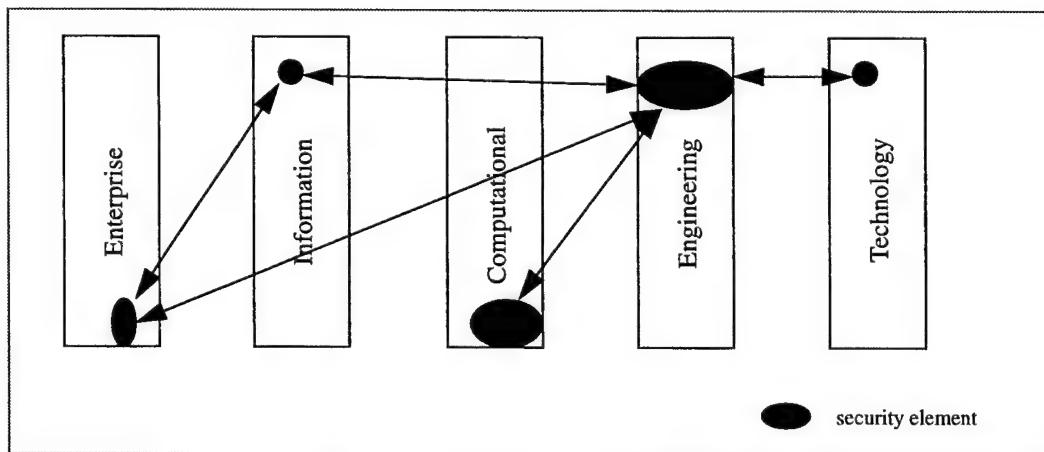 Enterprise
Information
Computational
Engineering
Technology
security element